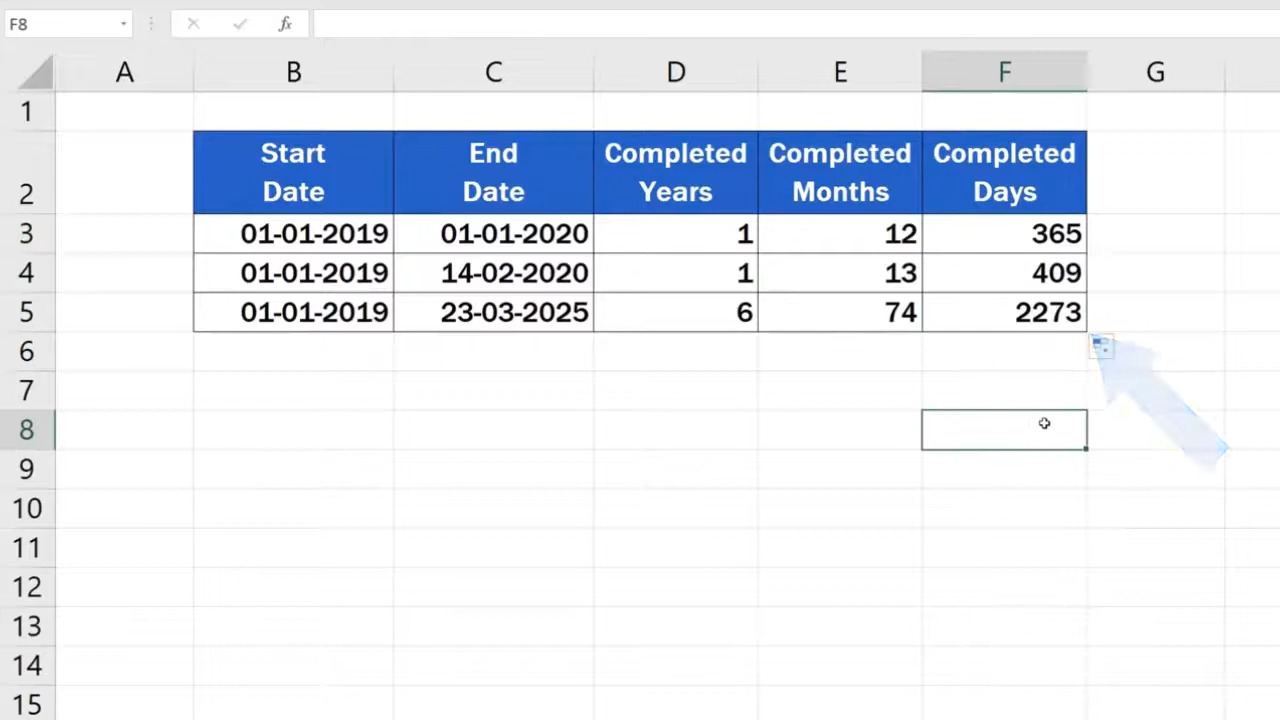 F8 fx
A B C D E F G
1
Start End Completed Completed Completed
2 Date Date Years Months Days
3 01-01-2019 01-01-2020 1 12 365
4 01-01-2019 14-02-2020 1 13 409
5 01-01-2019 23-03-2025 6 74 2273
6
7
8
9
10
11
12
13
14
15